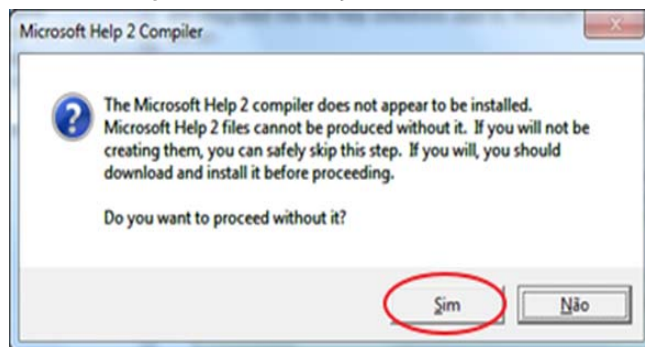 Microsoft Help 2 Compiler
The Microsoft Help 2 compiler does not appear to be installed.
Microsoft Help 2 files cannot be produced without it. If you will not be
creating them, you can safely skip this step. If you will, you should
download and install it before proceeding.
Do you want to proceed without it?
Sim
Não